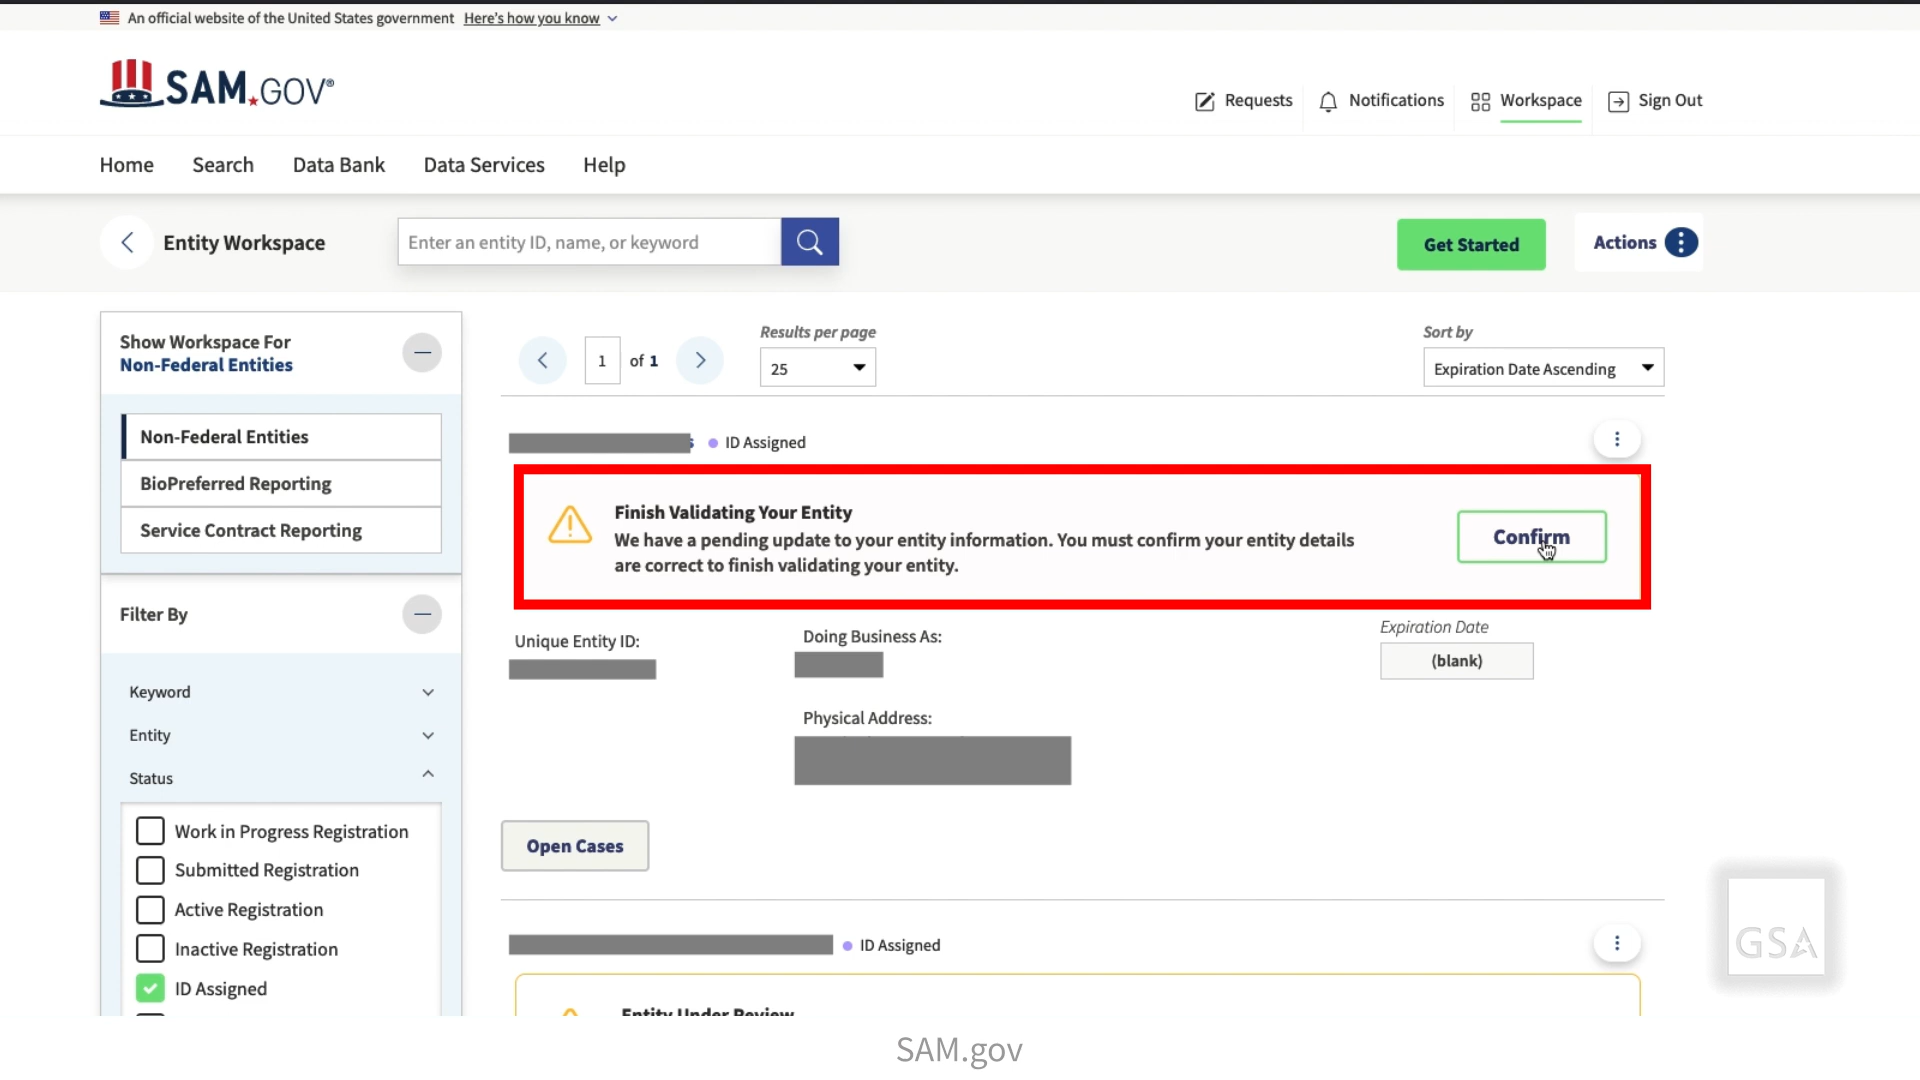 An official website of the United States government Here's how you know
SAM.GOV®
Requests
Notifications
Workspace
Sign Out
Home
Search
Data Bank
Data Services
Help
Entity Workspace
Enter an entity ID, name, or keyword
Get Started
Actions
Show Workspace For
Non-Federal Entities
Non-Federal Entities
BioPreferred Reporting
Service Contract Reporting
Filter By
Keyword
Entity
Status
Work in Progress Registration
Submitted Registration
Active Registration
Inactive Registration
ID Assigned
1 of 1
Results per page
25
Sort by
Expiration Date Ascending
ID Assigned
Finish Validating Your Entity
We have a pending update to your entity information. You must confirm your entity details
are correct to finish validating your entity.
Confirm
Unique Entity ID:
Doing Business As:
Expiration Date
(blank)
Physical Address:
Open Cases
ID Assigned
Entity Under Review
GSA
SAM.gov